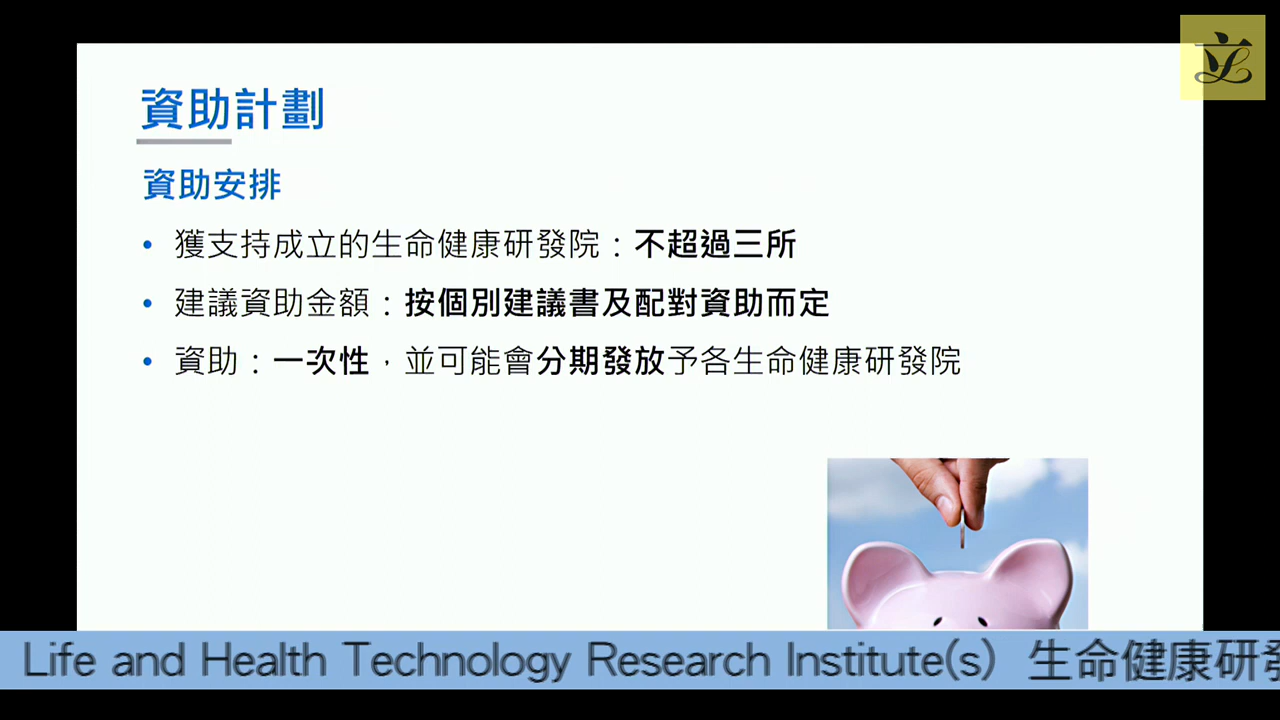 資助計劃
資助安排
• 獲支持成立的生命健康研發院：不超過三所
• 建議資助金額：按個別建議書及配對資助而定
• 資助：一次性，並可能會分期發放予各生命健康研發院
Life and Health Technology Research Institute(s) 生命健康研發